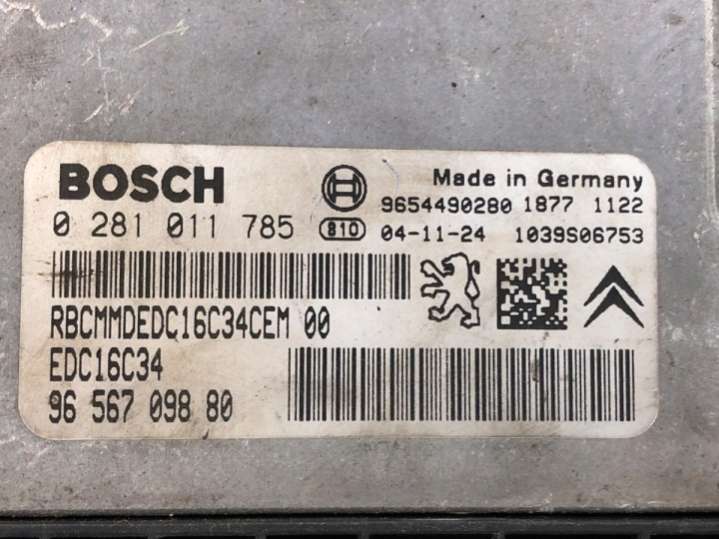 BOSCH
Made in Germany
9654490280 1877 1122
0 281 011 785 810 04-11-24 1039S06753
RBCMMDEDC16C34CEM 00
EDC16C34
96 567 098 80